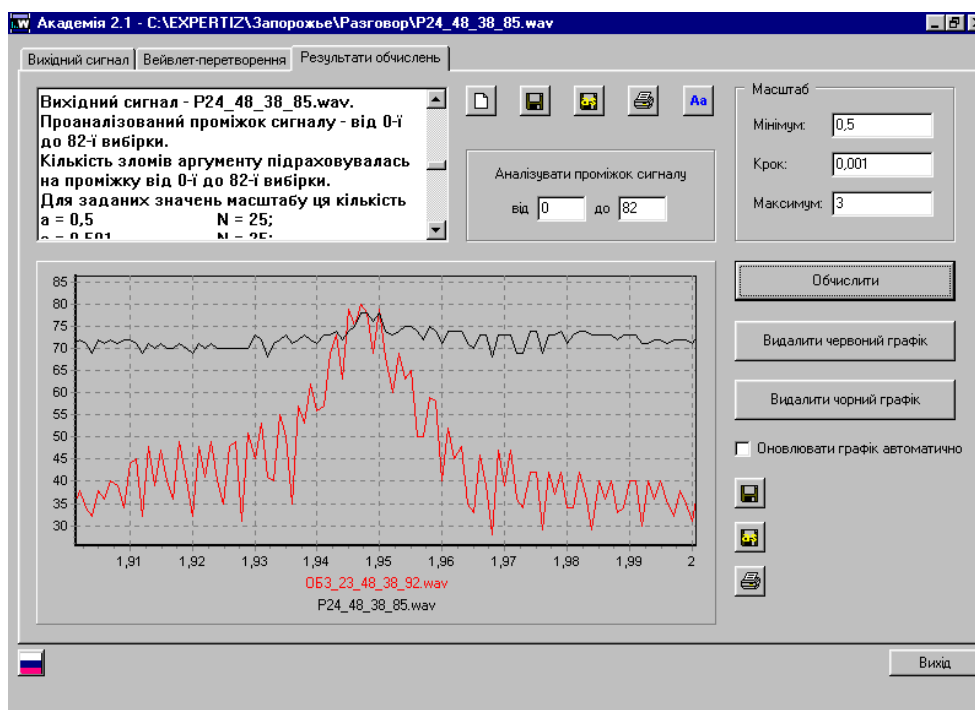 Академія 2.1 - C:\EXPERTIZ\Запорожье\Разговор\P24_48_38_85.wav
Вихідний сигнал Вейвлет-перетворення Результати обчислень
Вихідний сигнал - P24_48_38_85.wav.
Проаналізований проміжок сигналу - від 0-ї
до 82-ї вибірки.
Кількість зломів аргументу підраховувалась
на проміжку від 0-ї до 82-ї вибірки.
Для заданих значень масштабу ця кількість
a = 0,5 N = 25;
a = 0,501 N = 25;
Aa
Аналізувати проміжок сигналу
від 0 до 82
Масштаб
Мінімум: 0,5
Крок: 0,001
Максимум: 3
Обчислити
Видалити червоний графік
Видалити чорний графік
Оновлювати графік автоматично
85
80
75
70
65
60
55
50
45
40
35
30
1,91 1,92 1,93 1,94 1,95 1,96 1,97 1,98 1,99 2
ОБЗ_23_48_38_92.wav
P24_48_38_85.wav
Вихід